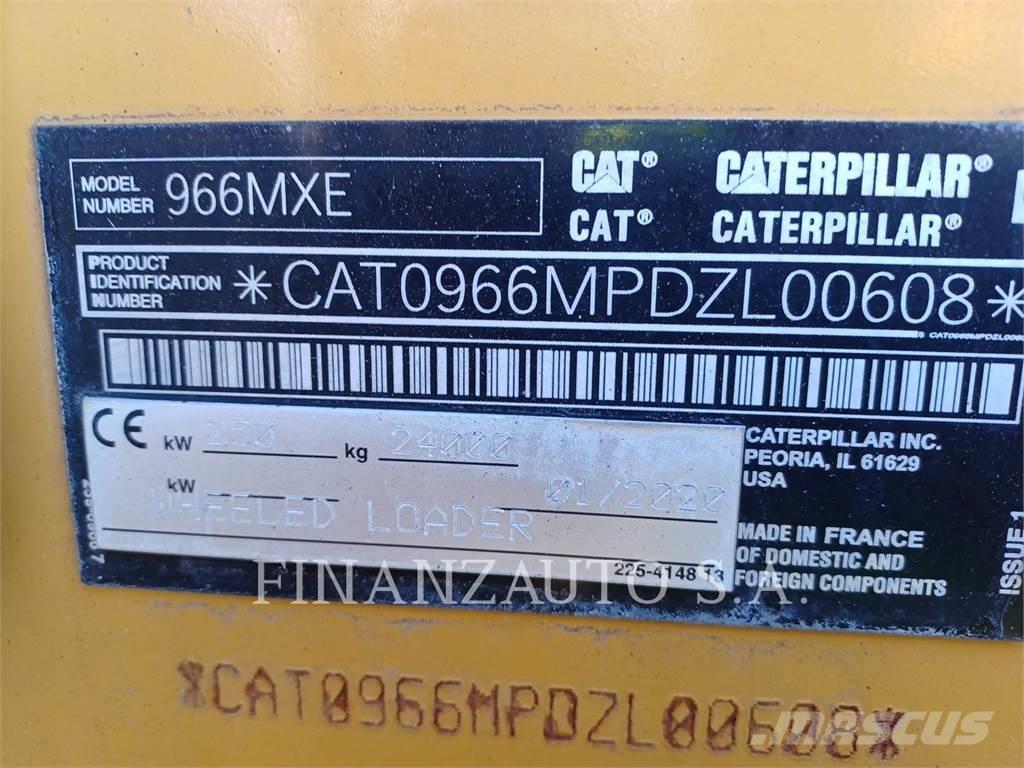 MODEL NUMBER 966MXE
CAT® CATERPILLAR®
CAT® CATERPILLAR®
PRODUCT IDENTIFICATION NUMBER *CAT0966MPDZL00608*
CE kW 250 kg 24000
kW 01/2020
WHEELED LOADER
225-4148 13
CATERPILLAR INC.
PEORIA, IL 61629
USA
MADE IN FRANCE
OF DOMESTIC AND
FOREIGN COMPONENTS
ISSUE 1
FINANZAUTO S.A.
*CAT0966MPDZL00608*
MASCUS